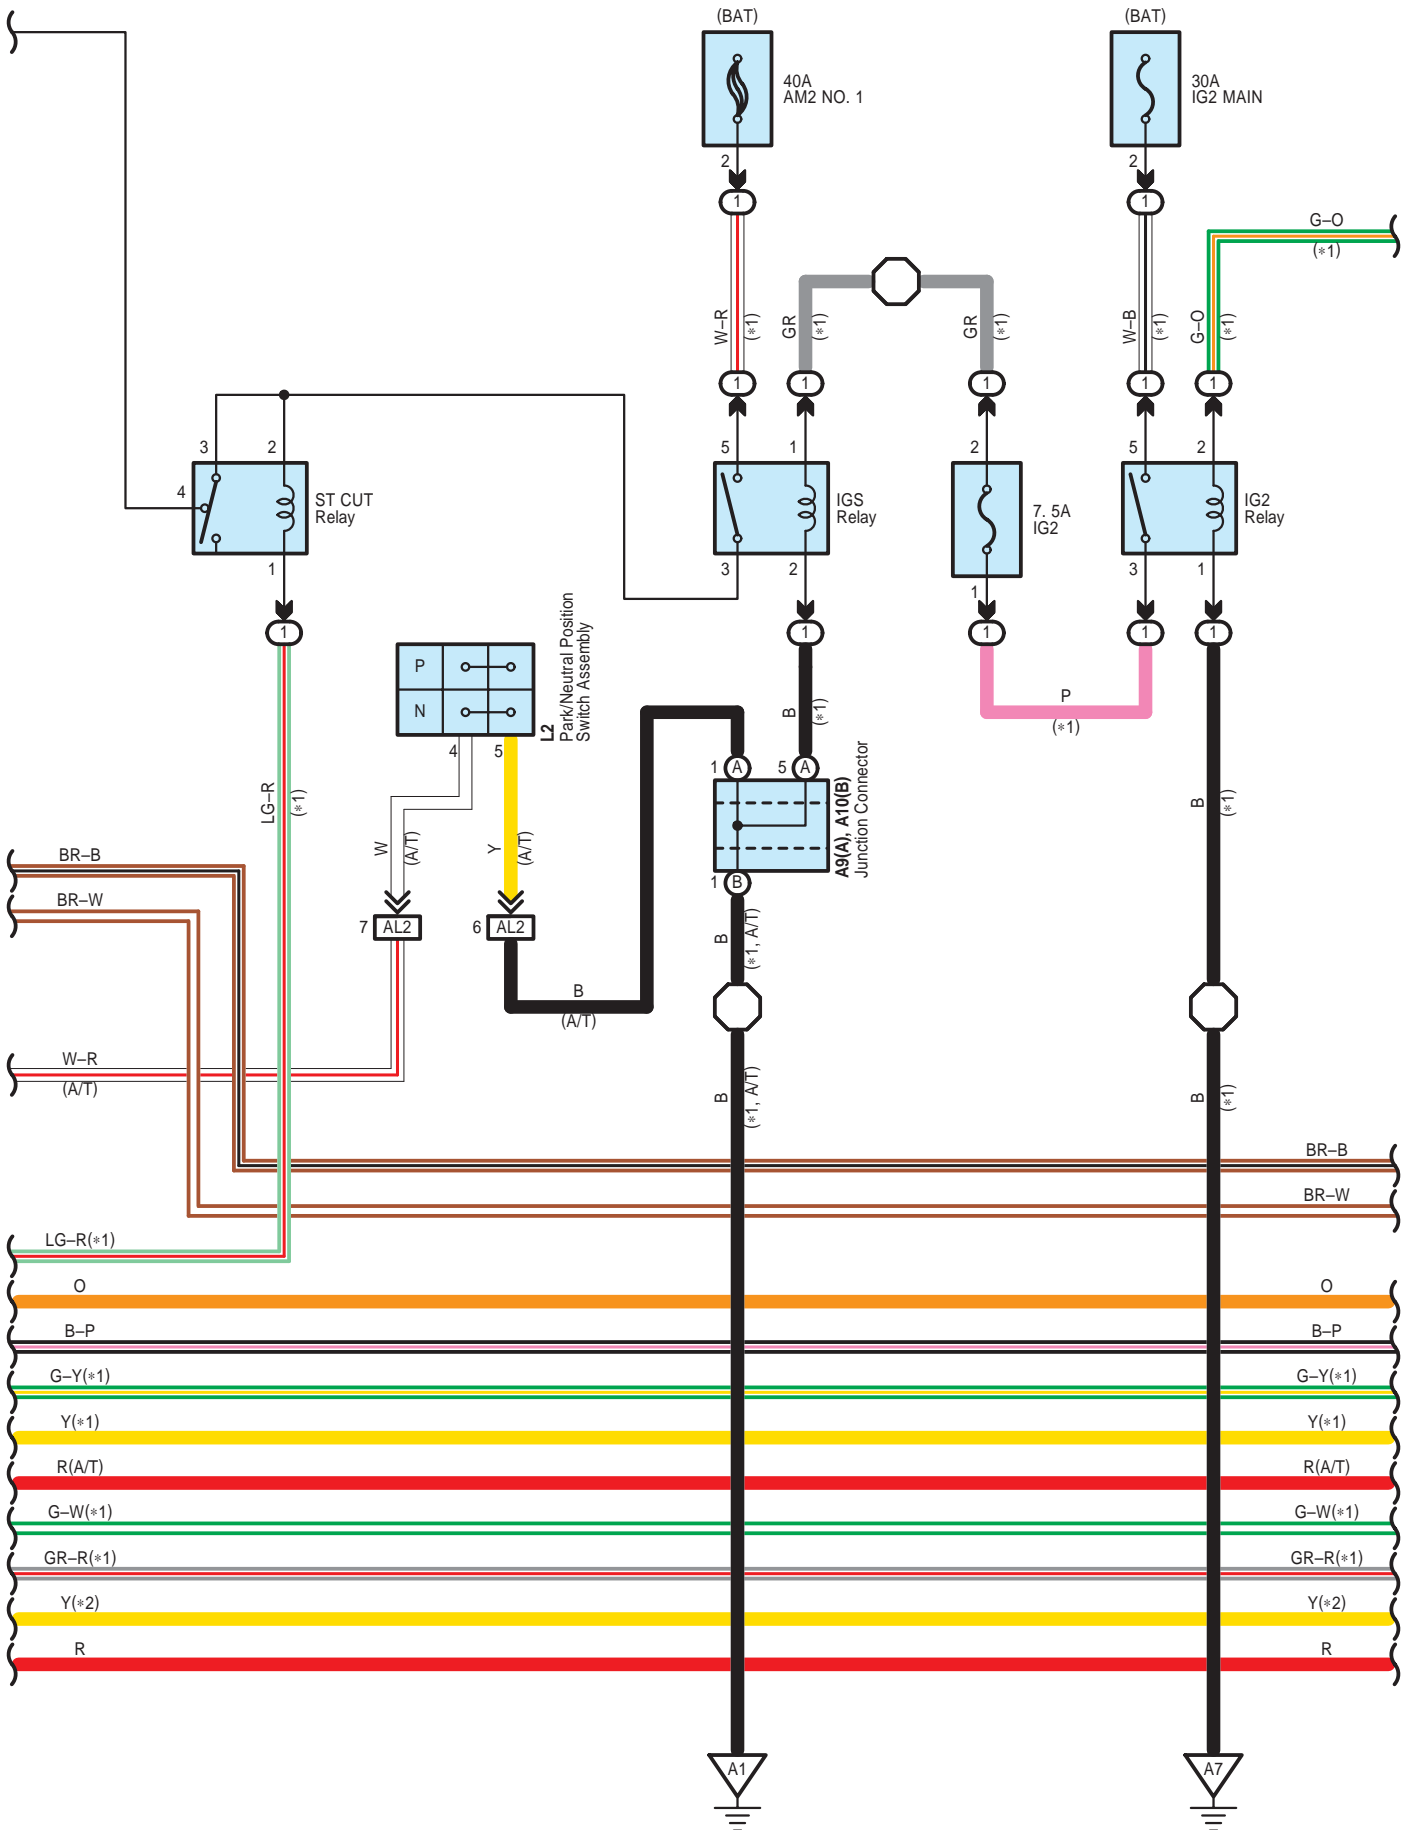 (BAT)
(BAT)
40A
AM2 NO. 1
30A
IG2 MAIN
2
2
1
1
G–O
(*1)
W–R
(*1)
GR
(*1)
GR
(*1)
W–B
(*1)
G–O
(*1)
1
1
1
1
1
3
2
5
1
2
5
2
4
ST CUT
Relay
IGS
Relay
7. 5A
IG2
IG2
Relay
1
3
2
1
3
1
1
1
1
1
1
P
N
L2
Park/Neutral Position
Switch Assembly
4
5
B
(*1)
P
(*1)
LG–R
(*1)
W
(A/T)
Y
(A/T)
1
A
5
A
A9(A), A10(B)
Junction Connector
1
B
B
(*1)
BR–B
BR–W
7
AL2
6
AL2
B
(*1, A/T)
B
(A/T)
W–R
(A/T)
B
(*1, A/T)
B
(*1)
BR–B
BR–W
LG–R(*1)
O
O
B–P
B–P
G–Y(*1)
G–Y(*1)
Y(*1)
Y(*1)
R(A/T)
R(A/T)
G–W(*1)
G–W(*1)
GR–R(*1)
GR–R(*1)
Y(*2)
Y(*2)
R
R
A1
A7